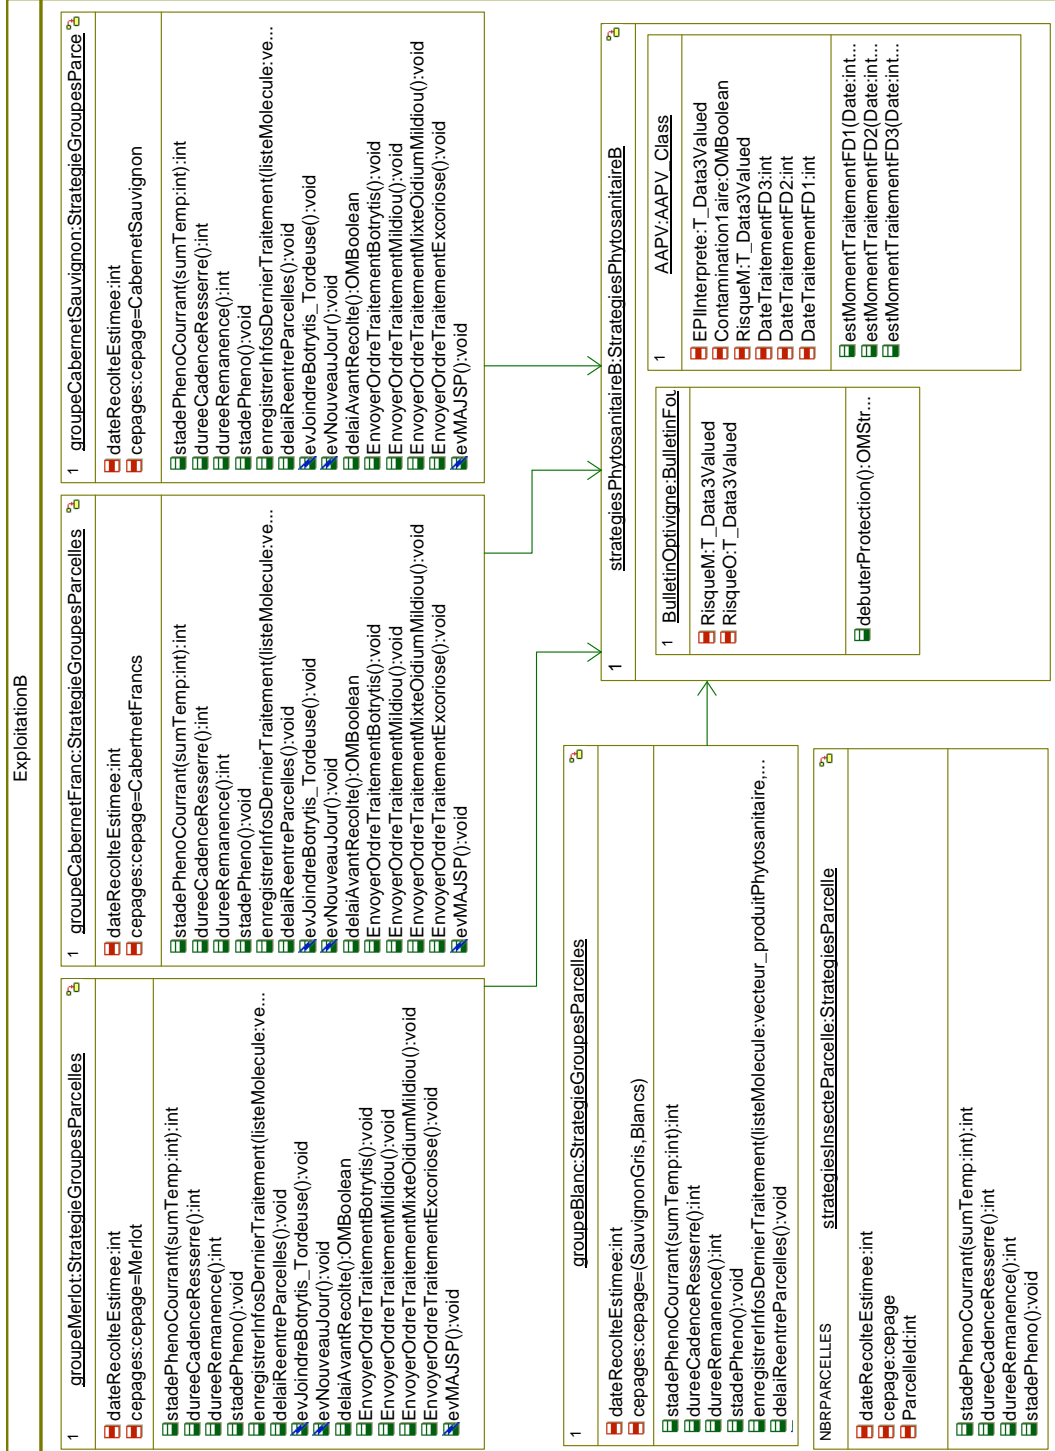 ExploitationB
1 groupeMerlot:StrategieGroupesParcelles
dateRecolteEstimee:int
cepages:cepage=Merlot
stadePhenoCourrant(sumTemp:int):int
dureeCadenceResserre():int
dureeRemanence():int
stadePheno():void
enregistrerInfosDernierTraitement(listeMolecule:ve...
delaiReentreParcelles():void
evJoindreBotrytis_Tordeuse():void
evNouveauJour():void
delaiAvantRecolte():OMBoolean
EnvoyerOrdreTraitementBotrytis():void
EnvoyerOrdreTraitementMildiou():void
EnvoyerOrdreTraitementMixteOidiumMildiou():void
EnvoyerOrdreTraitementExcoriose():void
evMAJSP():void
1 groupeCabernetFranc:StrategieGroupesParcelles
dateRecolteEstimee:int
cepages:cepage=CabertnetFrancs
stadePhenoCourrant(sumTemp:int):int
dureeCadenceResserre():int
dureeRemanence():int
stadePheno():void
enregistrerInfosDernierTraitement(listeMolecule:ve...
delaiReentreParcelles():void
evJoindreBotrytis_Tordeuse():void
evNouveauJour():void
delaiAvantRecolte():OMBoolean
EnvoyerOrdreTraitementBotrytis():void
EnvoyerOrdreTraitementMildiou():void
EnvoyerOrdreTraitementMixteOidiumMildiou():void
EnvoyerOrdreTraitementExcoriose():void
evMAJSP():void
1 groupeCabernetSauvignon:StrategieGroupesParce
dateRecolteEstimee:int
cepages:cepage=CabernetSauvignon
stadePhenoCourrant(sumTemp:int):int
dureeCadenceResserre():int
dureeRemanence():int
stadePheno():void
enregistrerInfosDernierTraitement(listeMolecule:ve...
delaiReentreParcelles():void
evJoindreBotrytis_Tordeuse():void
evNouveauJour():void
delaiAvantRecolte():OMBoolean
EnvoyerOrdreTraitementBotrytis():void
EnvoyerOrdreTraitementMildiou():void
EnvoyerOrdreTraitementMixteOidiumMildiou():void
EnvoyerOrdreTraitementExcoriose():void
evMAJSP():void
1 groupeBlanc:StrategieGroupesParcelles
dateRecolteEstimee:int
cepages:cepage=(SauvignonGris,Blancs)
stadePhenoCourrant(sumTemp:int):int
dureeCadenceResserre():int
dureeRemanence():int
stadePheno():void
enregistrerInfosDernierTraitement(listeMolecule:vecteur_produitPhytosanitaire,...
delaiReentreParcelles():void
NBRPARCELLES strategiesInsecteParcelle:StrategiesParcelle
dateRecolteEstimee:int
cepage:cepage
ParcelleId:int
stadePhenoCourrant(sumTemp:int):int
dureeCadenceResserre():int
dureeRemanence():int
stadePheno():void
1 strategiesPhytosanitaireB:StrategiesPhytosanitaireB
1 BulletinOptivigne:BulletinFou
RisqueM:T_Data3Valued
RisqueO:T_Data3Valued
debuterProtection():OMStr...
1 AAPV:AAPV_Class
EPIInterprete:T_Data3Valued
Contamination1aire:OMBoolean
RisqueM:T_Data3Valued
DateTraitementFD3:int
DateTraitementFD2:int
DateTraitementFD1:int
estMomentTraitementFD1(Date:int...
estMomentTraitementFD2(Date:int...
estMomentTraitementFD3(Date:int...